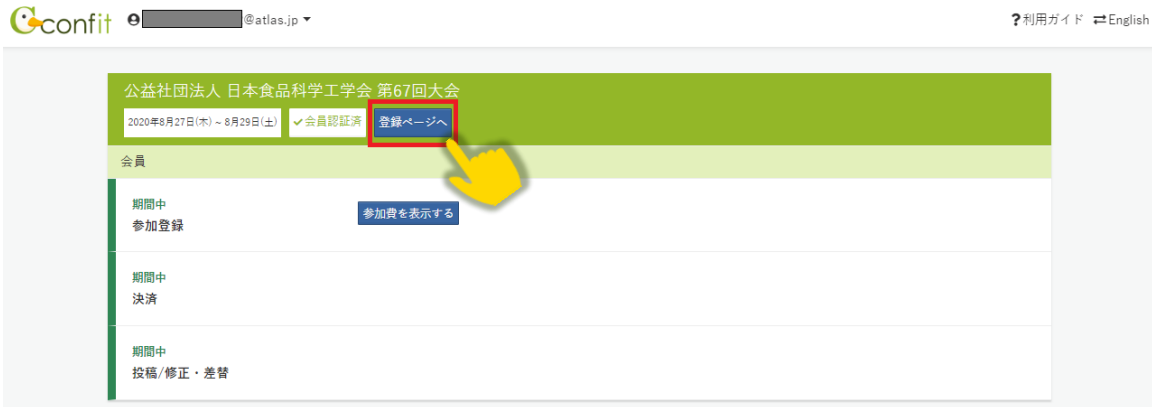 confit @atlas.jp ?利用ガイド English
公益社団法人 日本食品科学工学会 第67回大会
2020年8月27日(木) ~ 8月29日(土) 会員認証済 登録ページへ
会員
期間中
参加登録 参加費を表示する
期間中
決済
期間中
投稿/修正・差替